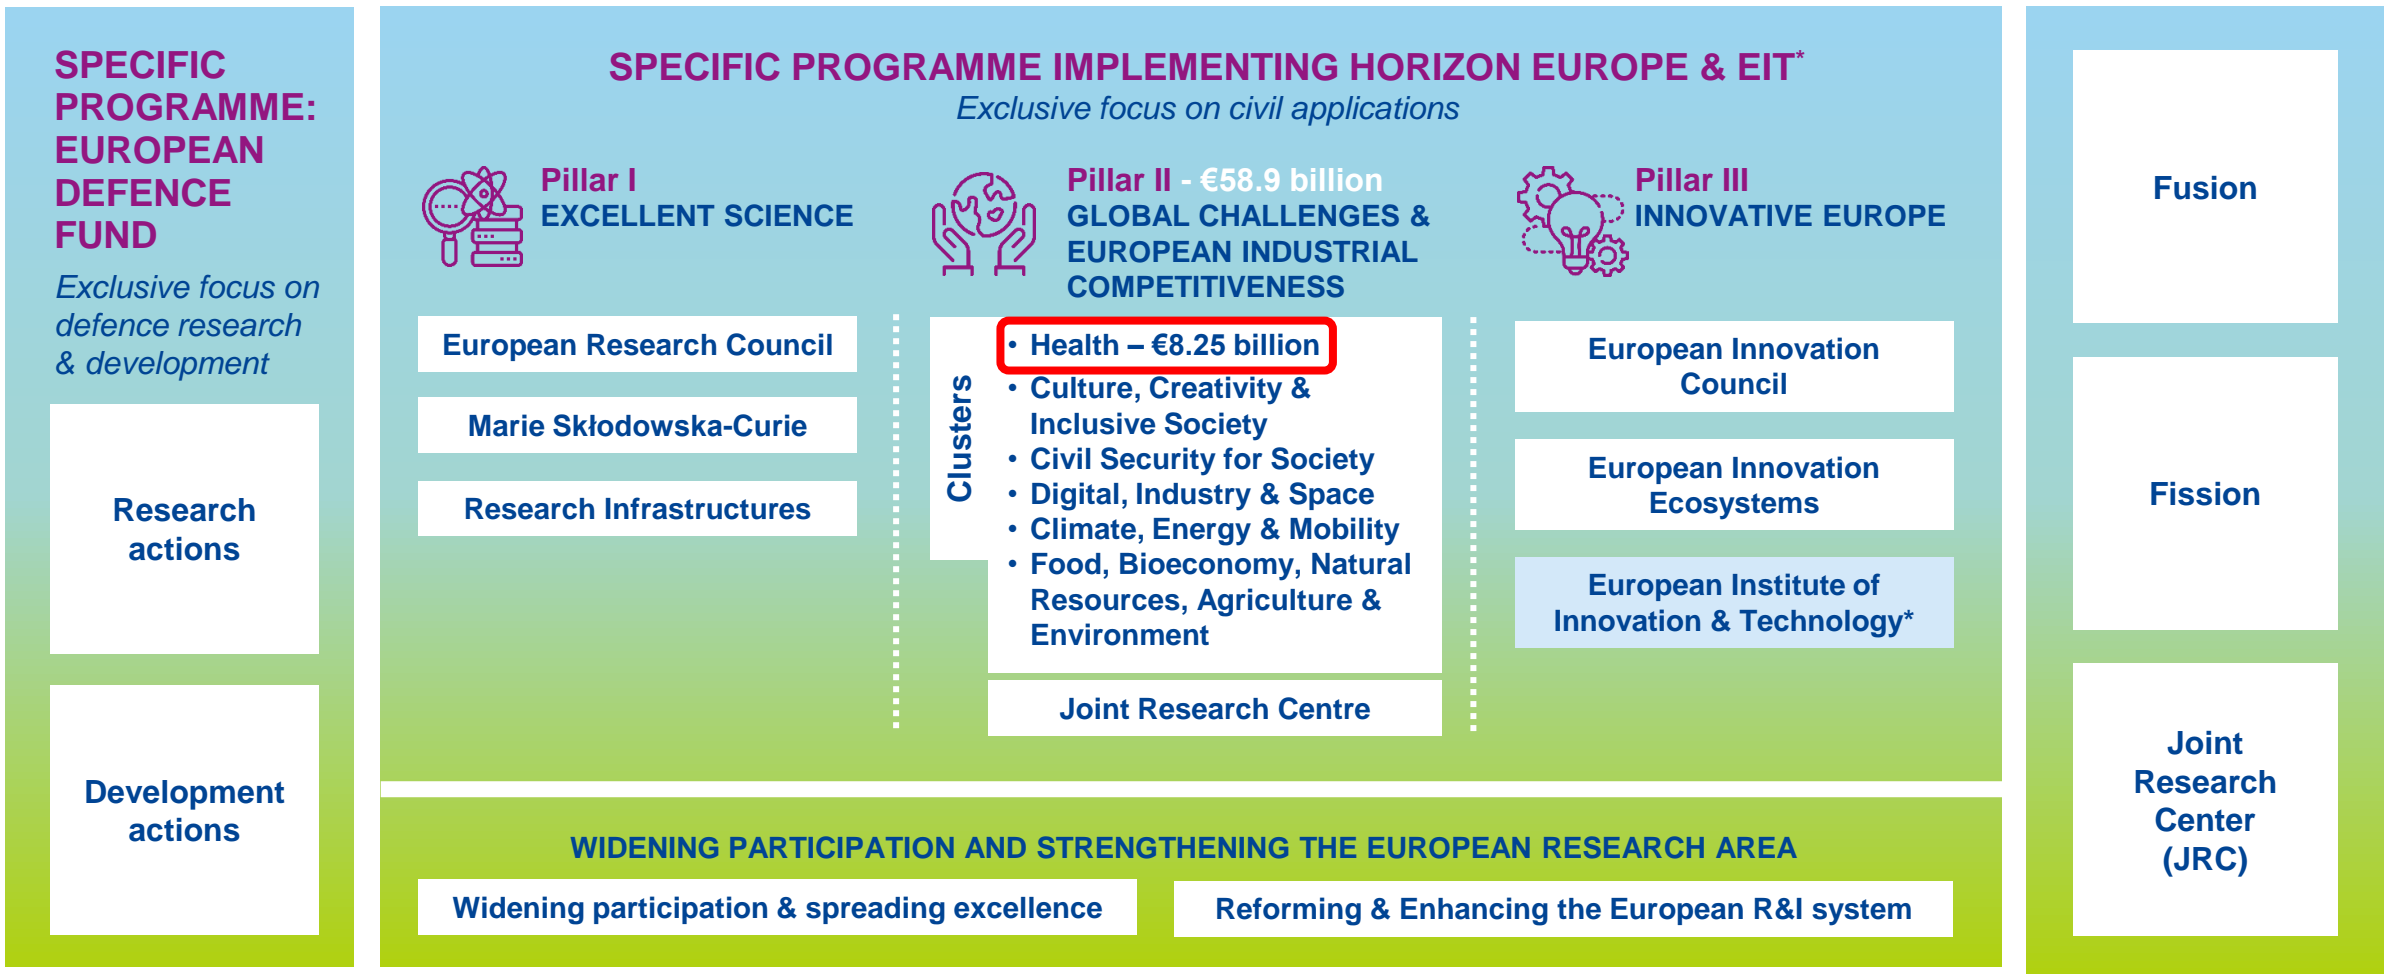 SPECIFIC
PROGRAMME:
EUROPEAN
DEFENCE
FUND
Exclusive focus on
defence research
& development
Research
actions
Development
actions
SPECIFIC PROGRAMME IMPLEMENTING HORIZON EUROPE & EIT*
Exclusive focus on civil applications
Pillar I
EXCELLENT SCIENCE
European Research Council
Marie Skłodowska-Curie
Research Infrastructures
Pillar II - €58.9 billion
GLOBAL CHALLENGES &
EUROPEAN INDUSTRIAL
COMPETITIVENESS
Clusters
• Health – €8.25 billion
• Culture, Creativity &
Inclusive Society
• Civil Security for Society
• Digital, Industry & Space
• Climate, Energy & Mobility
• Food, Bioeconomy, Natural
Resources, Agriculture &
Environment
Joint Research Centre
Pillar III
INNOVATIVE EUROPE
European Innovation
Council
European Innovation
Ecosystems
European Institute of
Innovation & Technology*
WIDENING PARTICIPATION AND STRENGTHENING THE EUROPEAN RESEARCH AREA
Widening participation & spreading excellence
Reforming & Enhancing the European R&I system
Fusion
Fission
Joint
Research
Center
(JRC)